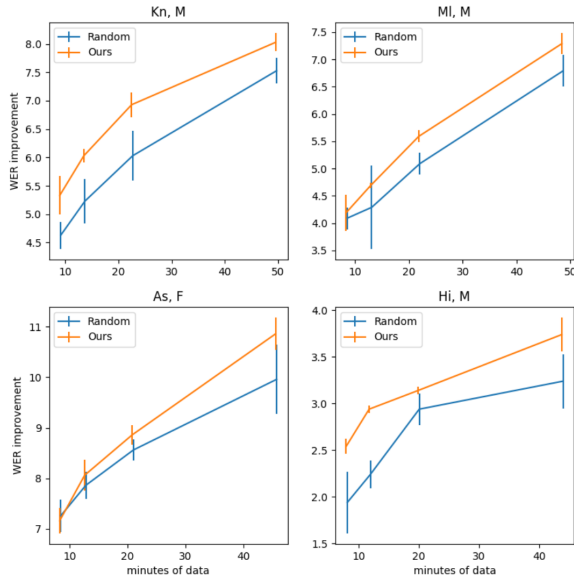 Kn, M
Random
Ours
WER improvement
8.0
7.5
7.0
6.5
6.0
5.5
5.0
4.5
10
20
30
40
50
Ml, M
Random
Ours
7.5
7.0
6.5
6.0
5.5
5.0
4.5
4.0
3.5
10
20
30
40
50
As, F
Random
Ours
WER improvement
11
10
9
8
7
10
20
30
40
minutes of data
Hi, M
Random
Ours
4.0
3.5
3.0
2.5
2.0
1.5
10
20
30
40
minutes of data